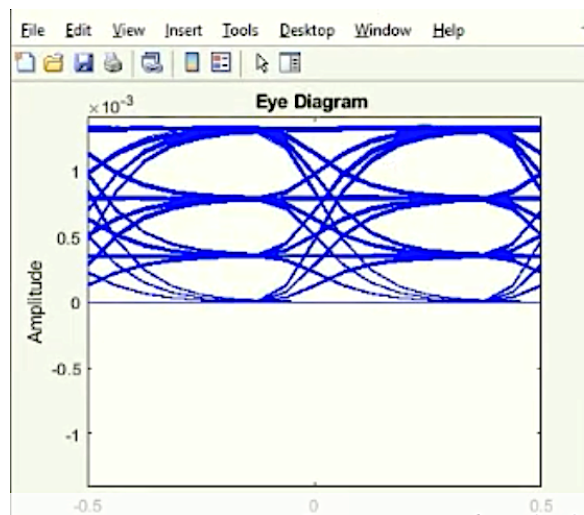 File Edit View Insert Tools Desktop Window Help
×10⁻³
Eye Diagram
1
0.5
0
-0.5
-1
Amplitude
-0.5 0 0.5